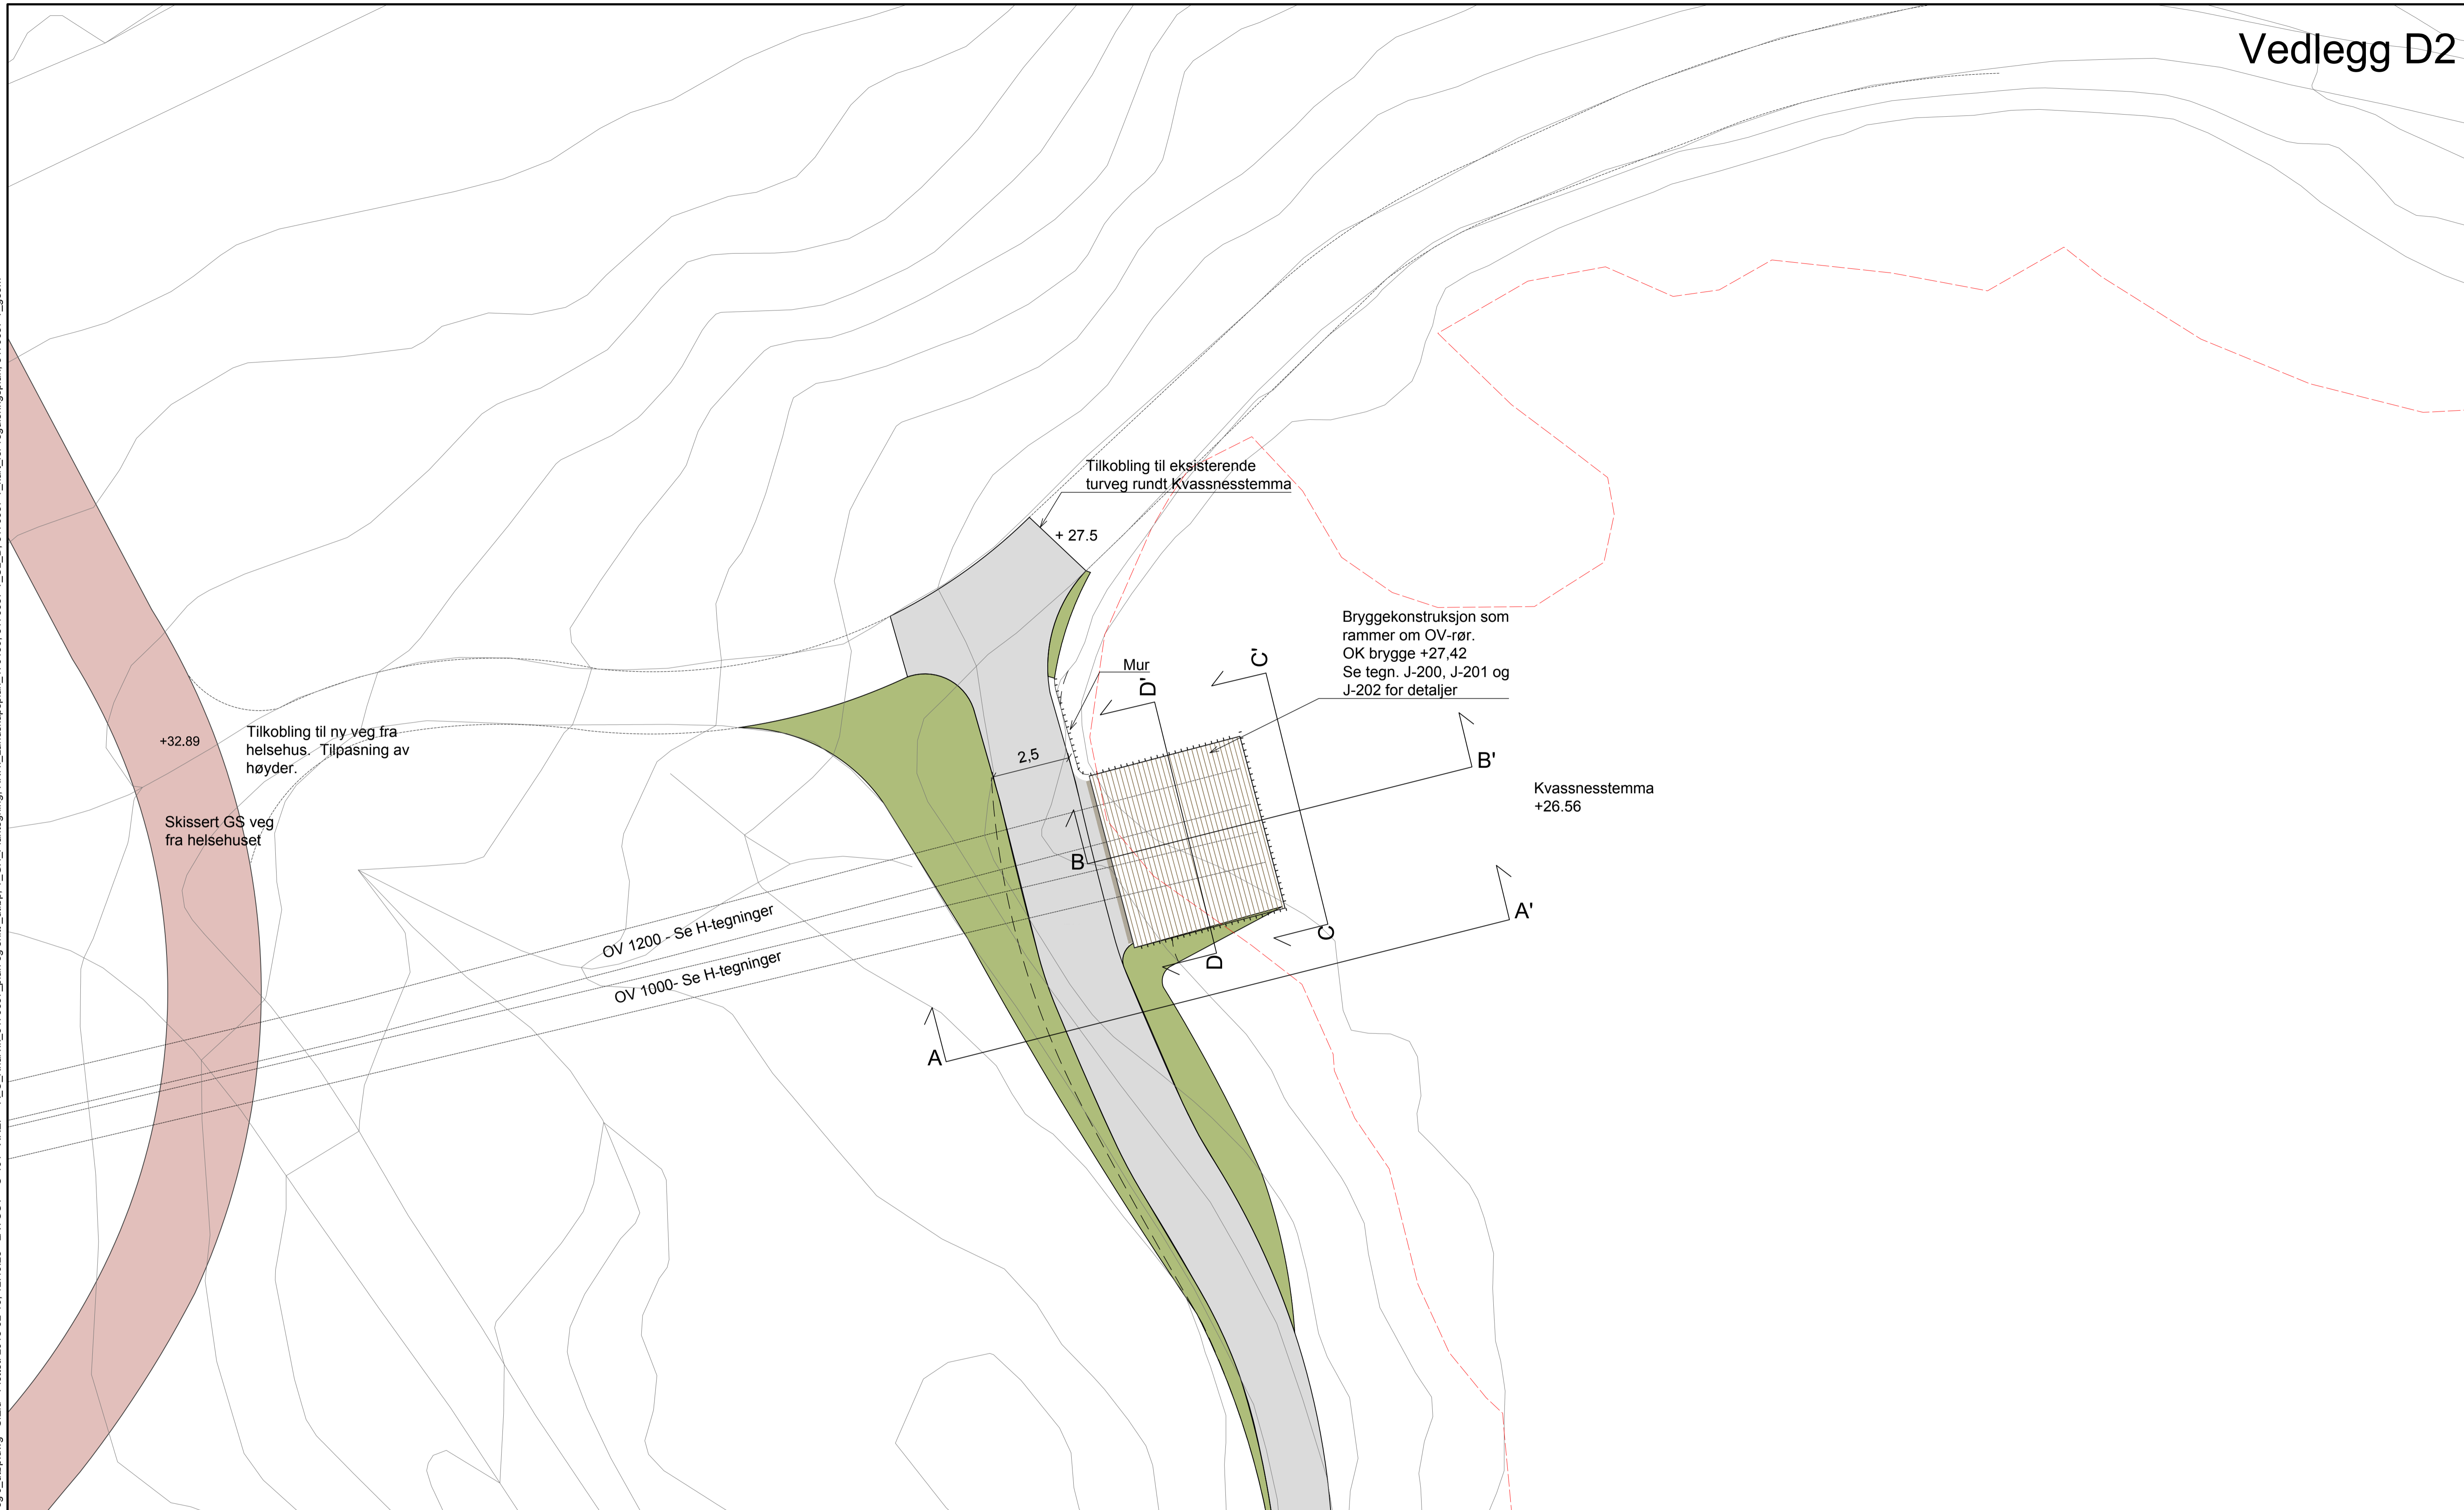 Vedlegg D2
Tilkobling til eksisterende
turveg rundt Kvassnesstemma
+ 27.5
Bryggekonstruksjon som
rammer om OV-rør.
OK brygge +27,42
Se tegn. J-200, J-201 og
J-202 for detaljer
Mur
C'
D'
+32.89
Tilkobling til ny veg fra
helsehus. Tilpasning av
høyder.
2,5
B'
Kvassnesstemma
+26.56
Skissert GS veg
fra helsehuset
B
A'
OV 1200 - Se H-tegninger
C
D
OV 1000- Se H-tegninger
A